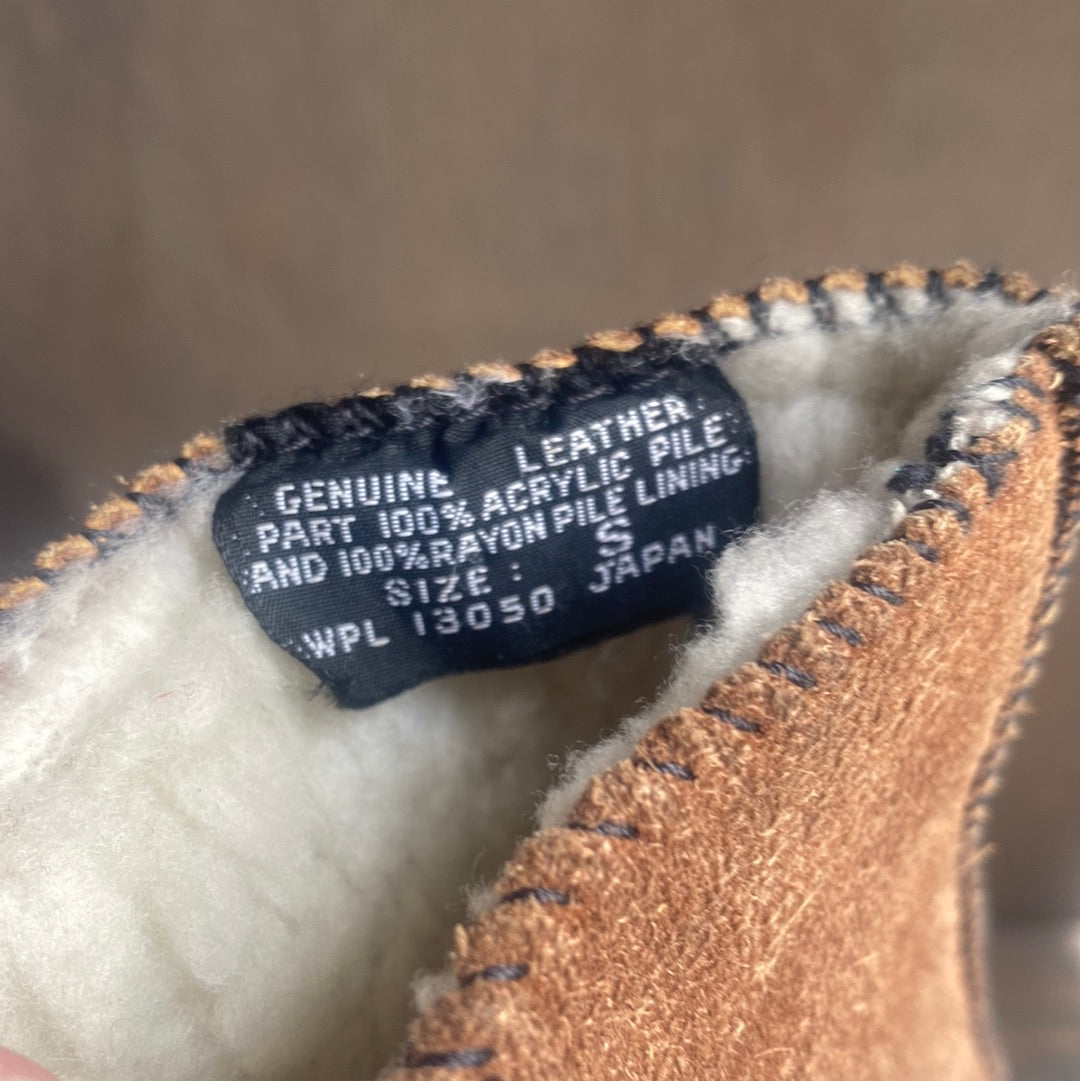 GENUINE LEATHER:
PART 100% ACRYLIC PILE
AND 100% RAYON PILE LINING
SIZE : S
WPL 13050 JAPAN